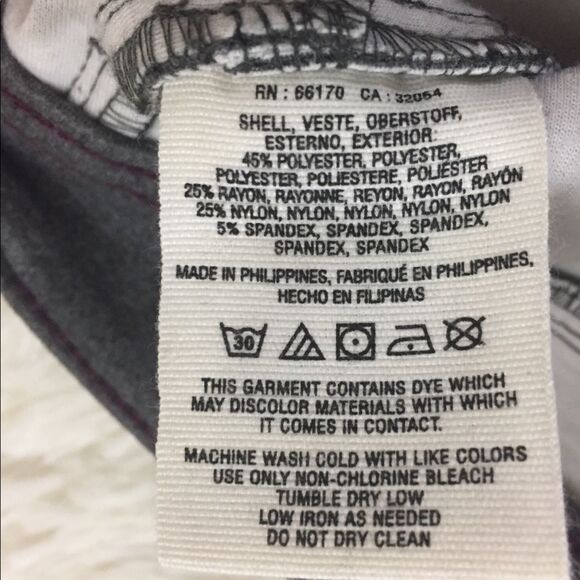 RN : 66170 CA : 32054
SHELL, VESTE, OBERSTOFF,
ESTERNO, EXTERIOR:
45% POLYESTER, POLYESTER,
POLYESTERE, POLIESTERE, POLIÉSTER
25% RAYON, RAYONNE, REYON, RAYON, RAYÓN
25% NYLON, NYLON, NYLON, NYLON, NYLON
5% SPANDEX, SPANDEX, SPANDEX,
SPANDEX, SPANDEX
MADE IN PHILIPPINES, FABRIQUÉ EN PHILIPPINES,
HECHO EN FILIPINAS
30
THIS GARMENT CONTAINS DYE WHICH
MAY DISCOLOR MATERIALS WITH WHICH
IT COMES IN CONTACT.
MACHINE WASH COLD WITH LIKE COLORS
USE ONLY NON-CHLORINE BLEACH
TUMBLE DRY LOW
LOW IRON AS NEEDED
DO NOT DRY CLEAN